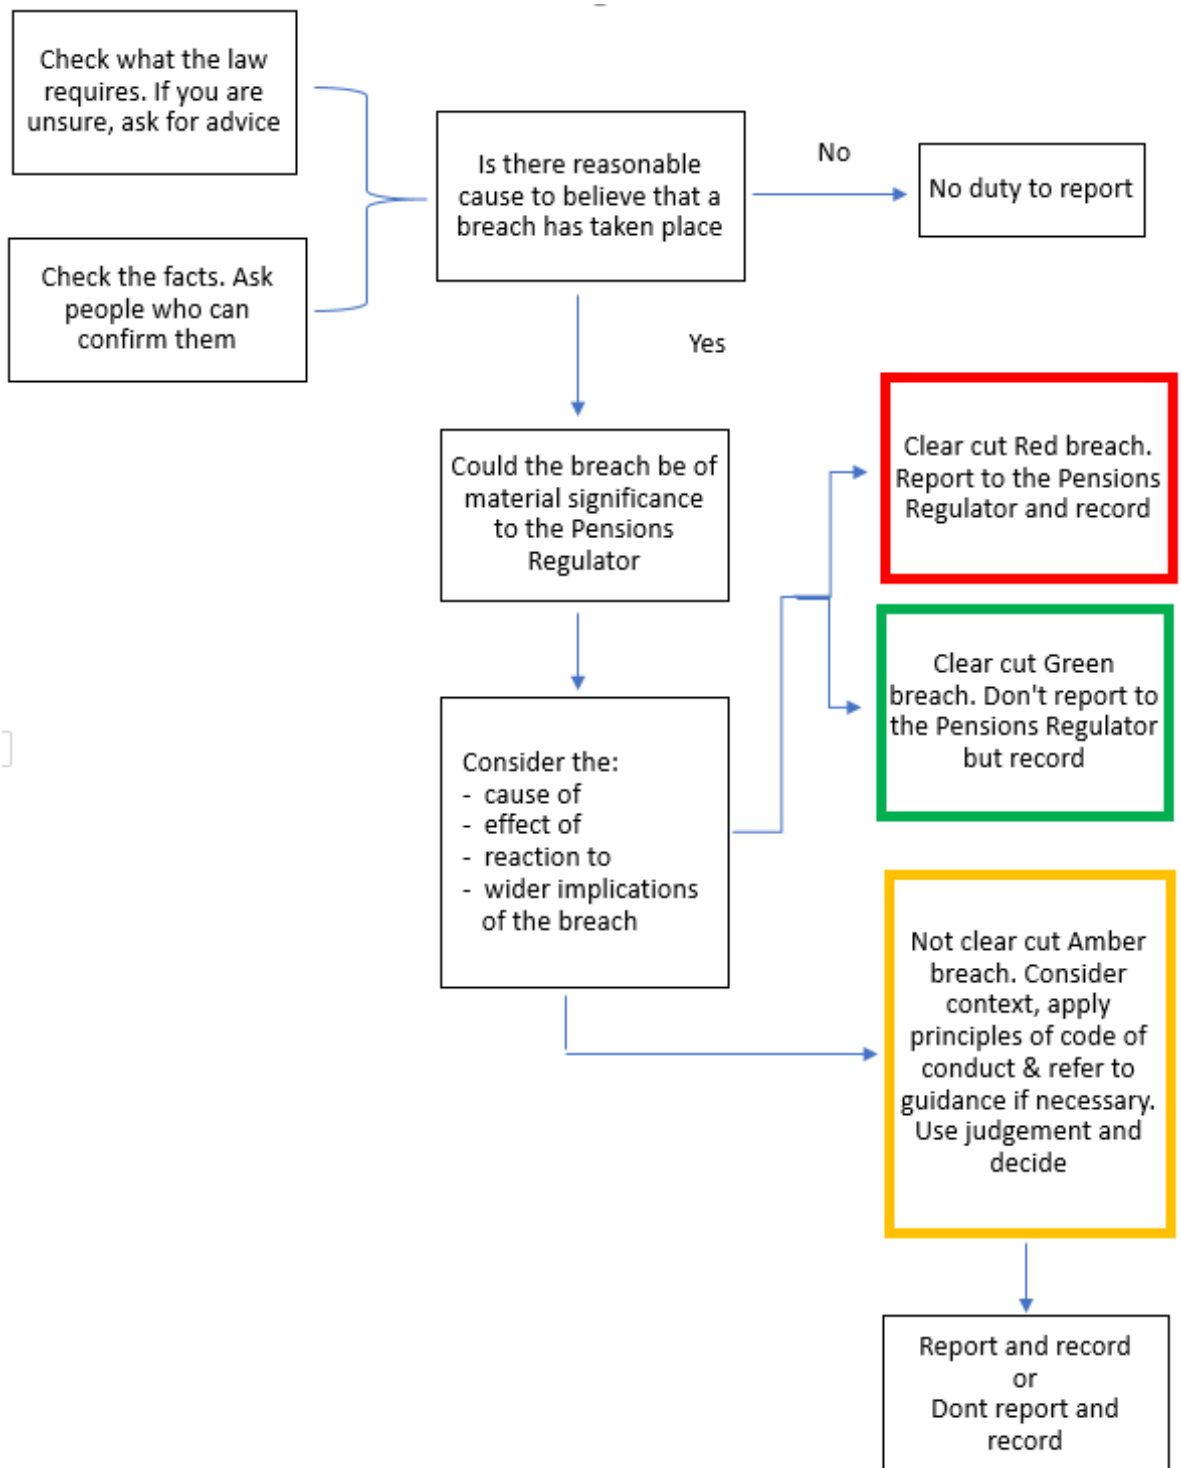 Check what the law
requires. If you are
unsure, ask for advice
Check the facts. Ask
people who can
confirm them
Is there reasonable
cause to believe that a
breach has taken place
No
No duty to report
Yes
Could the breach be of
material significance
to the Pensions
Regulator
Consider the:
- cause of
- effect of
- reaction to
- wider implications
of the breach
Clear cut Red breach.
Report to the Pensions
Regulator and record
Clear cut Green
breach. Don't report to
the Pensions Regulator
but record
Not clear cut Amber
breach. Consider
context, apply
principles of code of
conduct & refer to
guidance if necessary.
Use judgement and
decide
Report and record
or
Dont report and
record